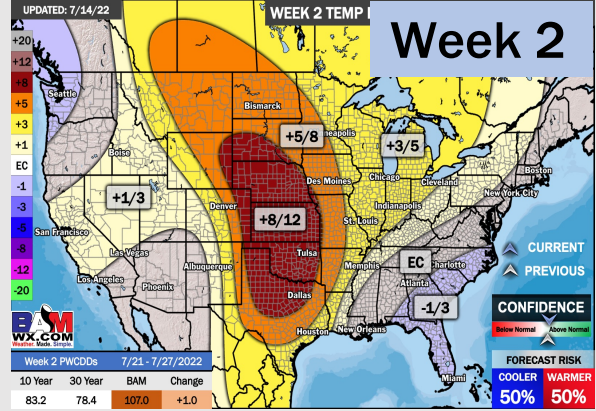 UPDATED: 7/14/22
WEEK 2 TEMP
Week 2
+20
+12
+8
+5
+3
+1
EC
-1
-3
-5
-8
-12
-20
Seattle
Bismarck
+5/8
neapolis
+3/5
Boise
Boston
Des Moines
Chicago
Cleveland
New York City
+1/3
Denver
+8/12
Indianapolis
St. Louis
San Francisco
Las Vegas
Albuquerque
Tulsa
Memphis
EC
harlotte
CURRENT
PREVIOUS
Los Angeles
Phoenix
Dallas
Atlanta
-1/3
Houston
New Orleans
Miami
CONFIDENCE
Below Normal
Above Normal
BAM
WX.COM
Weather. Made. Simple.
FORECAST RISK
COOLER
WARMER
50%
50%
Week 2 PWCDDs
7/21 - 7/27/2022
10 Year
30 Year
BAM
Change
83.2
78.4
107.0
+1.0